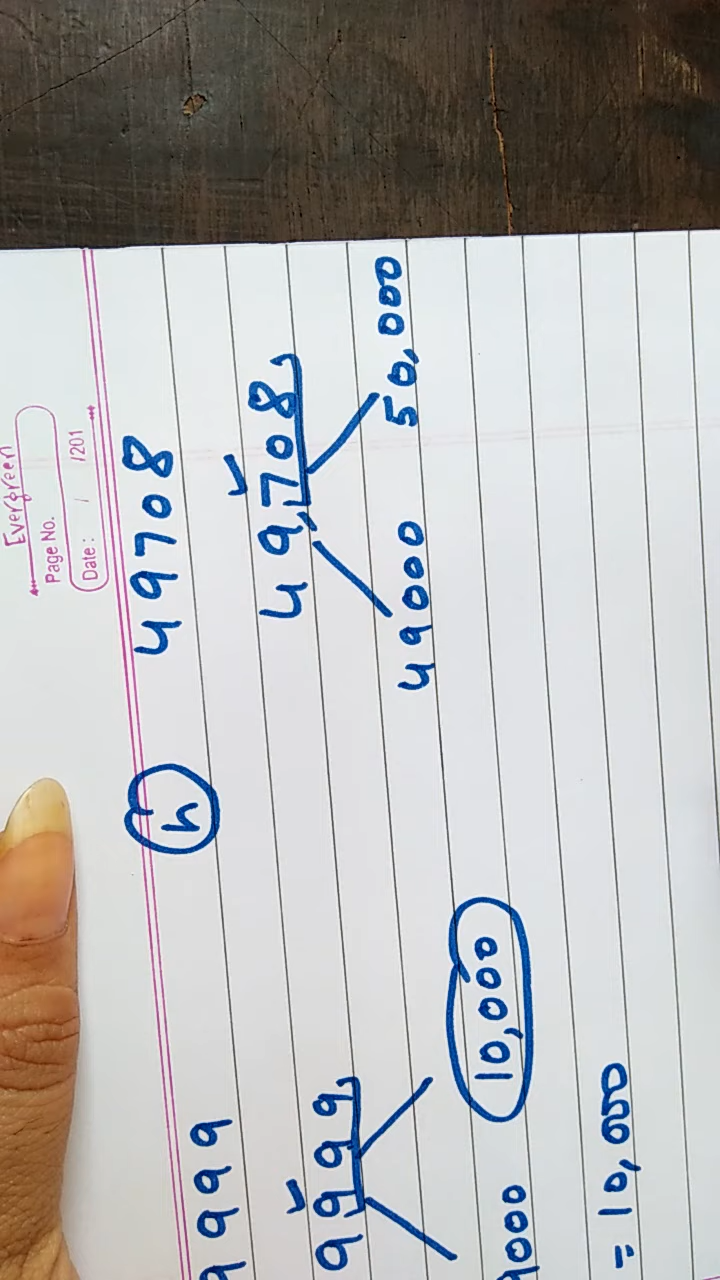 Evergreen
Page No.
Date : / /201
h 49708
49,708
49000 50,000
9999
9999
9000 10,000
= 10,000